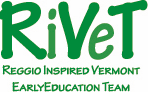 RiVeT
REGGIO INSPIRED VERMONT
EARLYEDUCATION TEAM